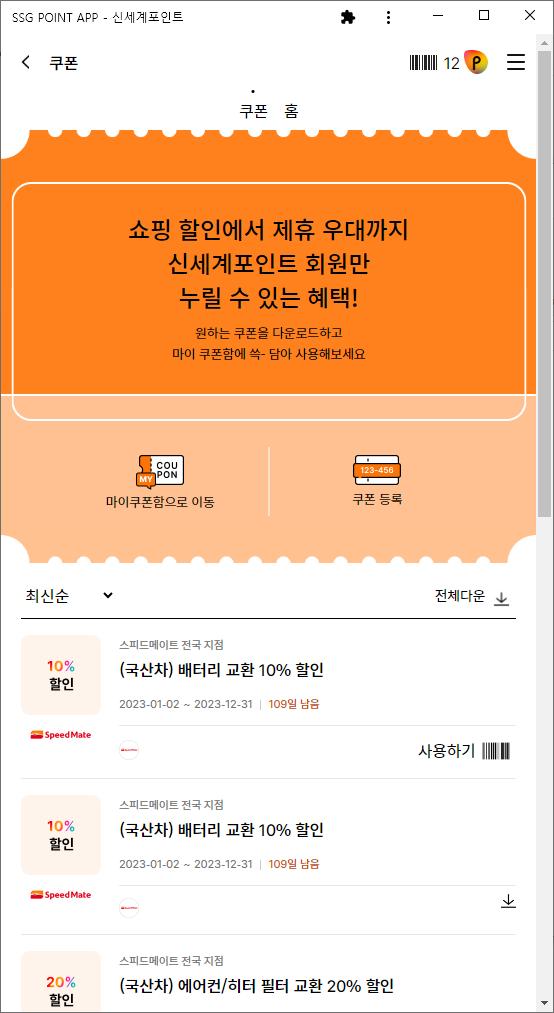 SSG POINT APP - 신세계포인트
쿠폰
12
쿠폰 홈
쇼핑 할인에서 제휴 우대까지
신세계포인트 회원만
누릴 수 있는 혜택!
원하는 쿠폰을 다운로드하고
마이 쿠폰함에 쏙- 담아 사용해보세요
COU
PON
MY
마이쿠폰함으로 이동
123-456
쿠폰 등록
최신순
전체다운
10%
할인
SpeedMate
스피드메이트 전국 지점
(국산차) 배터리 교환 10% 할인
2023-01-02 ~ 2023-12-31 | 109일 남음
사용하기
10%
할인
SpeedMate
스피드메이트 전국 지점
(국산차) 배터리 교환 10% 할인
2023-01-02 ~ 2023-12-31 | 109일 남음
20%
할인
스피드메이트 전국 지점
(국산차) 에어컨/히터 필터 교환 20% 할인